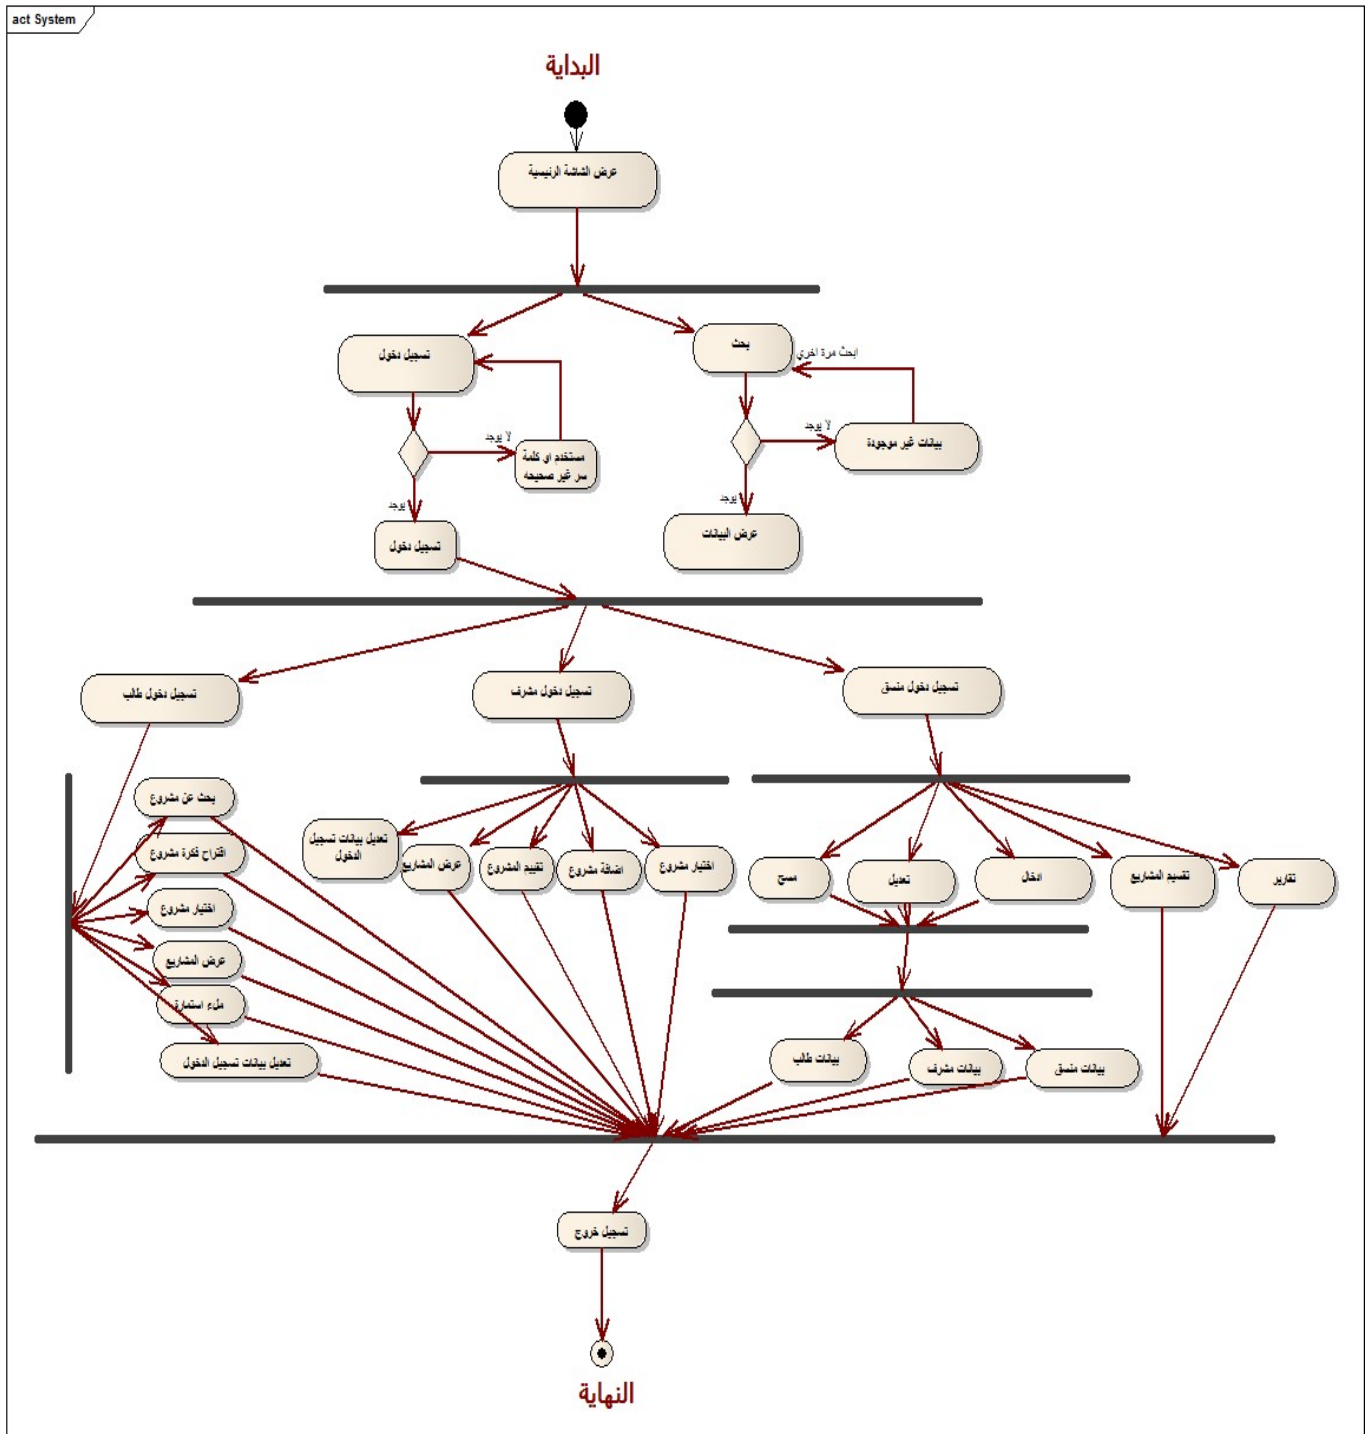 act System
البداية
عرض الشاشة الرئيسية
تسجيل دخول
بحث
ابحث مرة اخري
لا يوجد
مستخدم او كلمة
سر غير صحيحه
لا يوجد
بيانات غير موجودة
يوجد
تسجيل دخول
يوجد
عرض البيانات
تسجيل دخول طالب
تسجيل دخول مشرف
تسجيل دخول منسق
بحث عن مشروع
اقتراح فكرة مشروع
اختيار مشروع
عرض المشاريع
ملء استمارة
تعديل بيانات تسجيل الدخول
تعديل بيانات تسجيل
الدخول
عرض المشاريع
تقييم المشروع
اضافة مشروع
اختيار مشروع
مسح
تعديل
ادخال
تقسيم المشاريع
تقارير
بيانات طالب
بيانات مشرف
بيانات منسق
تسجيل خروج
النهاية